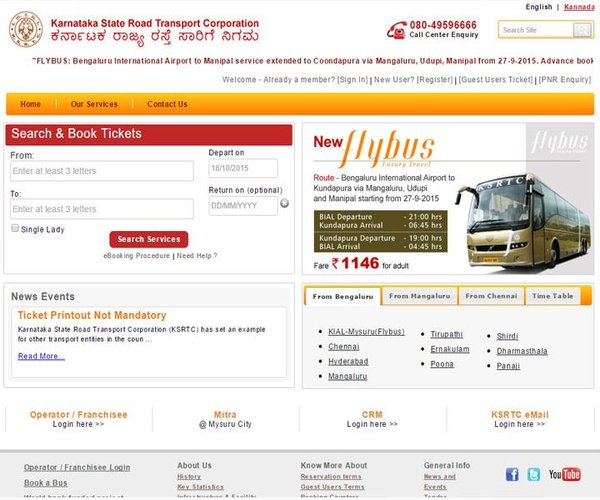 English | Kannada
Karnataka State Road Transport Corporation
ಕರ್ನಾಟಕ ರಾಜ್ಯ ರಸ್ತೆ ಸಾರಿಗೆ ನಿಗಮ
080-49596666
Call Center Enquiry
Search Site
"FLYBUS: Bengaluru International Airport to Manipal service extended to Coondapura via Mangaluru, Udupi, Manipal from 27-9-2015. Advance book
Welcome - Already a member? [Sign In] | New User? [Register] | [Guest Users Ticket] | [PNR Enquiry]
Home Our Services Contact Us
Search & Book Tickets
From:
Enter at least 3 letters
Depart on
18/10/2015
To:
Enter at least 3 letters
Return on (optional)
DD/MM/YYYY
Single Lady
Search Services
eBooking Procedure | Need Help ?
New flybus
Luxury Travel
flybus
Luxury Travel
Route - Bengaluru International Airport to
Kundapura via Mangaluru, Udupi
and Manipal starting from 27-9-2015
BIAL Departure - 21:00 hrs
Kundapura Arrival - 06:45 hrs
Kundapura Departure - 19:00 hrs
BIAL Arrival - 04:45 hrs
Fare ₹ 1146 for adult
KSRTC
News Events
Ticket Printout Not Mandatory
Karnataka State Road Transport Corporation (KSRTC) has set an example
for other transport entities in the coun ...
Read More...
From Bengaluru From Mangaluru From Chennai Time Table
KIAL-Mysuru(Flybus)
Chennai
Hyderabad
Mangaluru
Tirupathi
Ernakulam
Poona
Shirdi
Dharmasthala
Panaji
Operator / Franchisee
Login here >>
Mitra
@ Mysuru City
CRM
Login here >>
KSRTC eMail
Login here >>
Operator / Franchisee Login
Book a Bus
World bank funded project
About Us
History
Key Statistics
Infrastructure & Facilities
Know More About
Reservation terms
Guest Users Terms
Booking Counters
General Info
News and
Events
Tender
You Tube